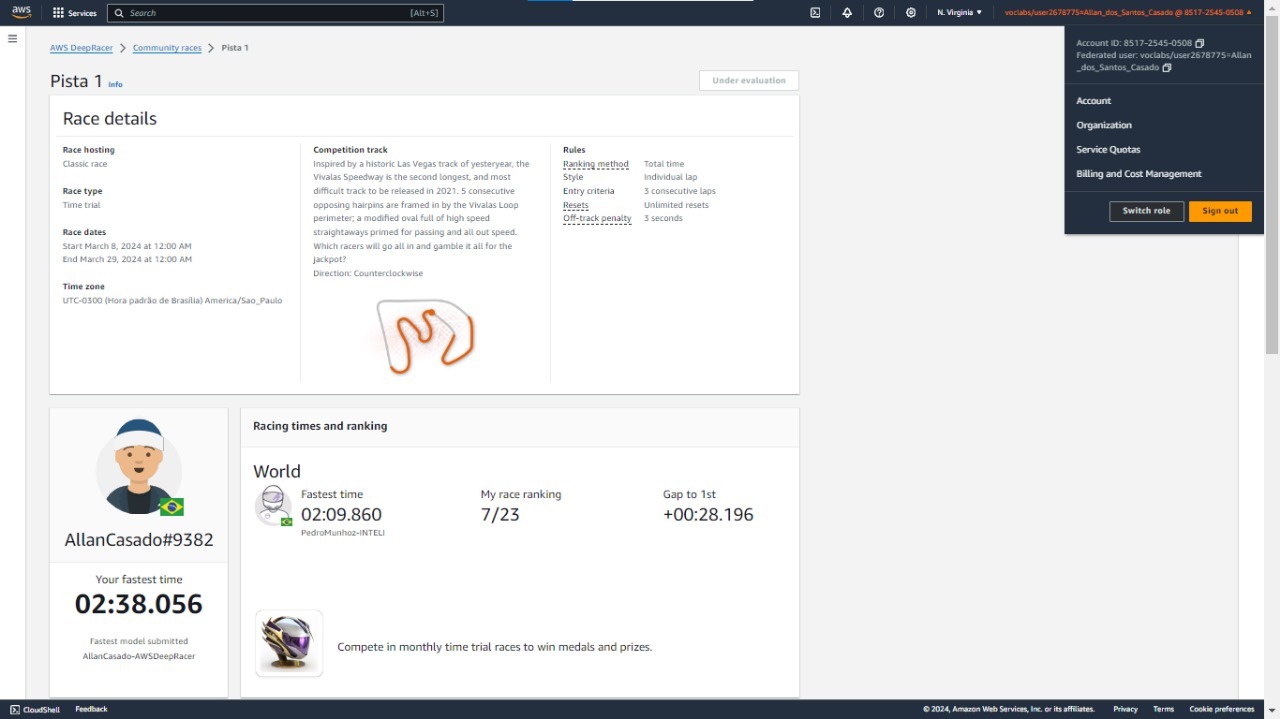 aws
Services
Search
[Alt+S]
N. Virginia
voclabs/user2678775=Allan_dos_Santos_Casado @ 8517-2545-0508
Account ID: 8517-2545-0508
Federated user: voclabs/user2678775=Allan
_dos_Santos_Casado
Account
Organization
Service Quotas
Billing and Cost Management
Switch role
Sign out
AWS DeepRacer
Community races
Pista 1
Pista 1
Info
Under evaluation
Race details
Race hosting
Classic race
Race type
Time trial
Race dates
Start March 8, 2024 at 12:00 AM
End March 29, 2024 at 12:00 AM
Time zone
UTC-0300 (Hora padrão de Brasília) America/Sao_Paulo
Competition track
Inspired by a historic Las Vegas track of yesteryear, the
Vivalas Speedway is the second longest, and most
difficult track to be released in 2021. 5 consecutive
opposing hairpins are framed in by the Vivalas Loop
perimeter; a modified oval full of high speed
straightaways primed for passing and all out speed.
Which racers will go all in and gamble it all for the
jackpot?
Direction: Counterclockwise
Rules
Ranking method Total time
Style Individual lap
Entry criteria 3 consecutive laps
Resets Unlimited resets
Off-track penalty 3 seconds
AllanCasado#9382
Your fastest time
02:38.056
Fastest model submitted
AllanCasado-AWSDeepRacer
Racing times and ranking
World
Fastest time
02:09.860
PedroMunhoz-INTELI
My race ranking
7/23
Gap to 1st
+00:28.196
Compete in monthly time trial races to win medals and prizes.
CloudShell
Feedback
© 2024, Amazon Web Services, Inc. or its affiliates.
Privacy
Terms
Cookie preferences